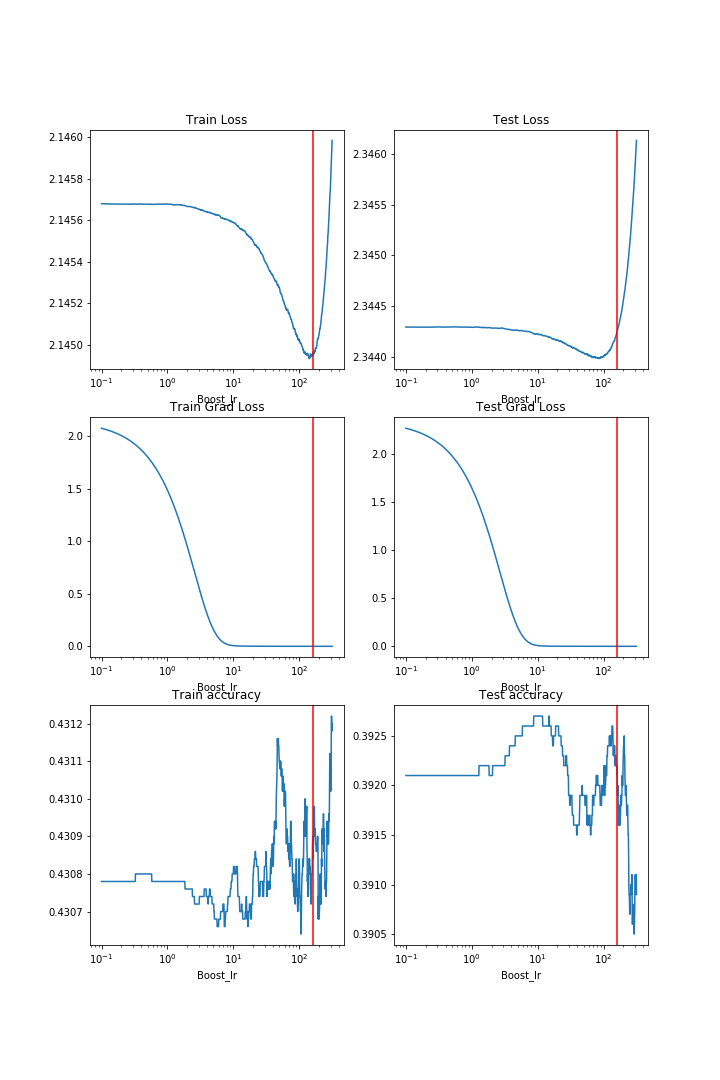 Train Loss Test Loss
2.1460
2.1458
2.1456
2.1454
2.1452
2.1450
10⁻¹ 10⁰ 10¹ 10²
Boost_lr
2.3460
2.3455
2.3450
2.3445
2.3440
10⁻¹ 10⁰ 10¹ 10²
Boost_lr
Train Grad Loss Test Grad Loss
2.0
1.5
1.0
0.5
0.0
10⁻¹ 10⁰ 10¹ 10²
Boost_lr
2.0
1.5
1.0
0.5
0.0
10⁻¹ 10⁰ 10¹ 10²
Boost_lr
Train accuracy Test accuracy
0.4312
0.4311
0.4310
0.4309
0.4308
0.4307
10⁻¹ 10⁰ 10¹ 10²
Boost_lr
0.3925
0.3920
0.3915
0.3910
0.3905
10⁻¹ 10⁰ 10¹ 10²
Boost_lr